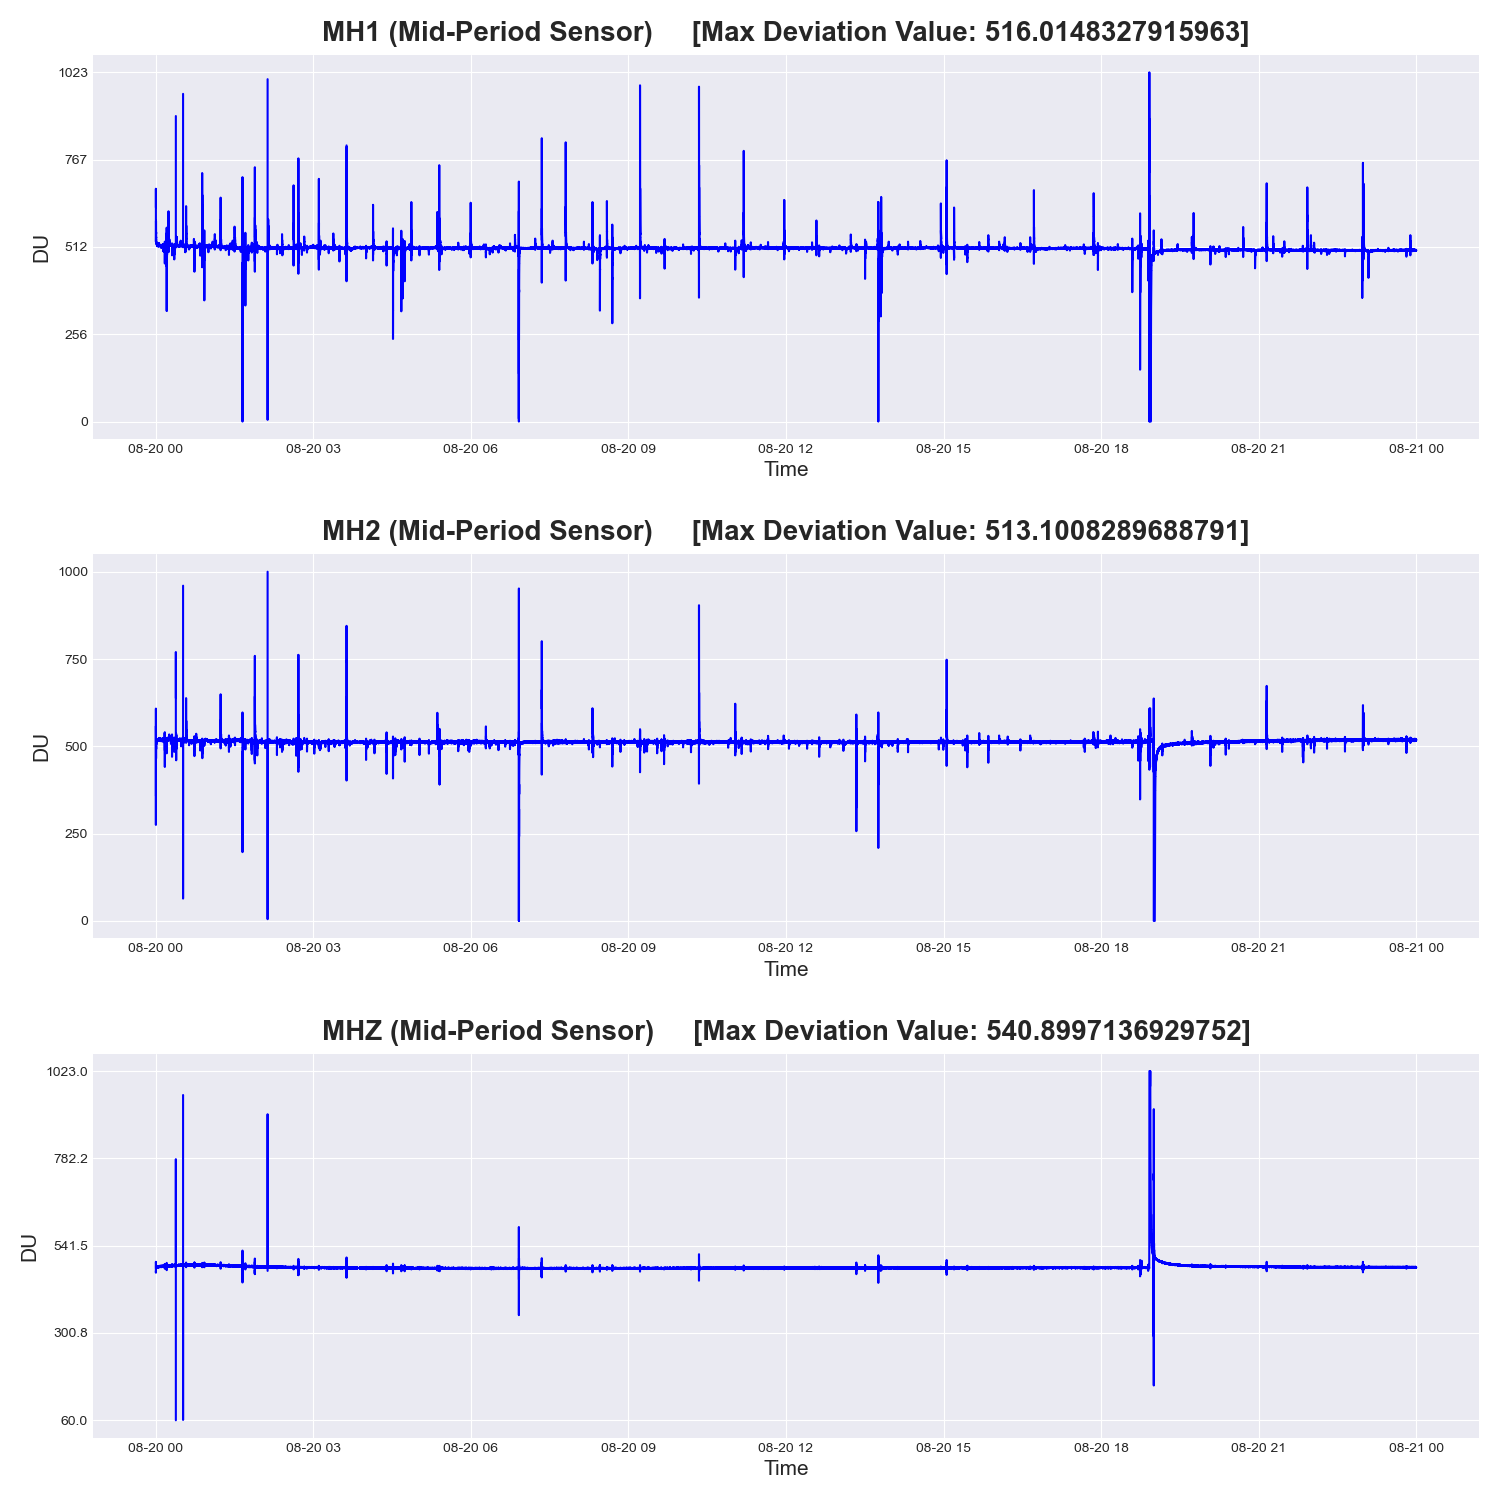 MH1 (Mid-Period Sensor) [Max Deviation Value: 516.0148327915963]
1023
767
512
256
0
DU
08-20 00 08-20 03 08-20 06 08-20 09 08-20 12 08-20 15 08-20 18 08-20 21 08-21 00
Time
MH2 (Mid-Period Sensor) [Max Deviation Value: 513.1008289688791]
1000
750
500
250
0
DU
08-20 00 08-20 03 08-20 06 08-20 09 08-20 12 08-20 15 08-20 18 08-20 21 08-21 00
Time
MHZ (Mid-Period Sensor) [Max Deviation Value: 540.8997136929752]
1023.0
782.2
541.5
300.8
60.0
DU
08-20 00 08-20 03 08-20 06 08-20 09 08-20 12 08-20 15 08-20 18 08-20 21 08-21 00
Time